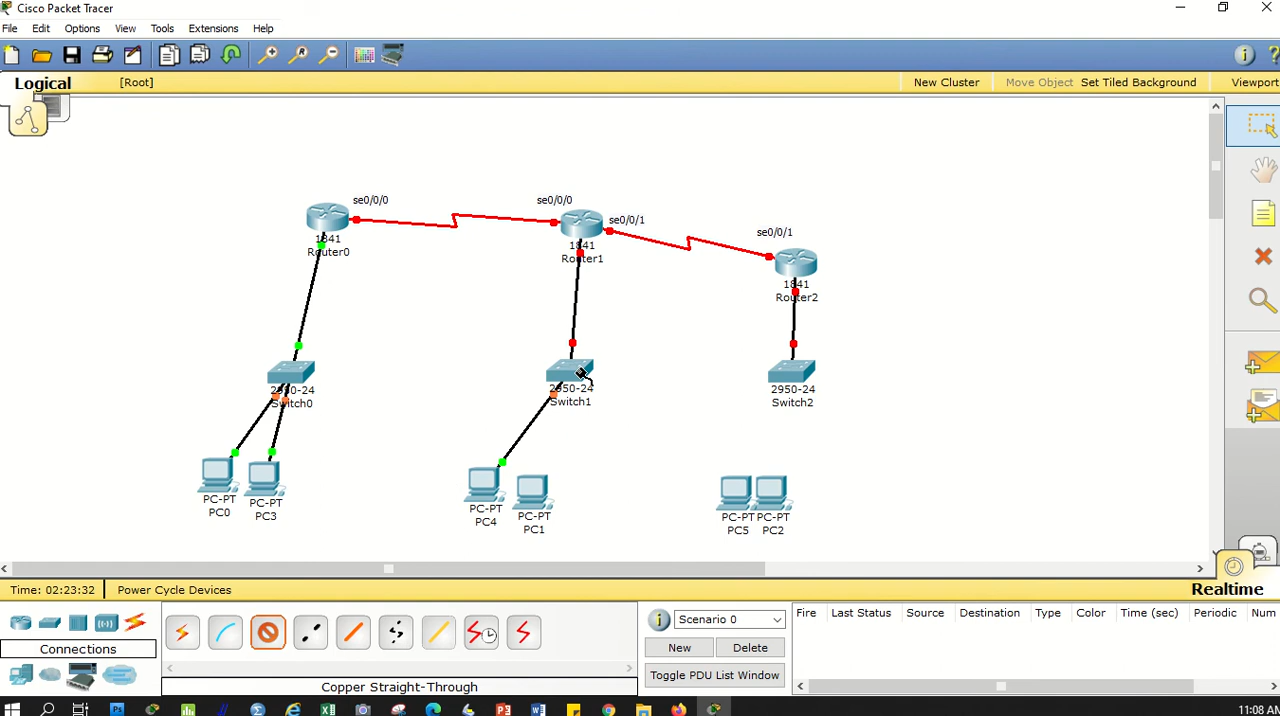 Cisco Packet Tracer
File Edit Options View Tools Extensions Help
Logical [Root] New Cluster Move Object Set Tiled Background Viewport
se0/0/0
se0/0/0
se0/0/1
se0/0/1
1841
Router0
1841
Router1
1841
Router2
2950-24
Switch0
2950-24
Switch1
2950-24
Switch2
PC-PT
PC0
PC-PT
PC3
PC-PT
PC4
PC-PT
PC1
PC-PT
PC5
PC-PT
PC2
Time: 02:23:32 Power Cycle Devices Realtime
Scenario 0
Fire Last Status Source Destination Type Color Time (sec) Periodic Num
Connections
New Delete
Toggle PDU List Window
Copper Straight-Through
11:08 AM